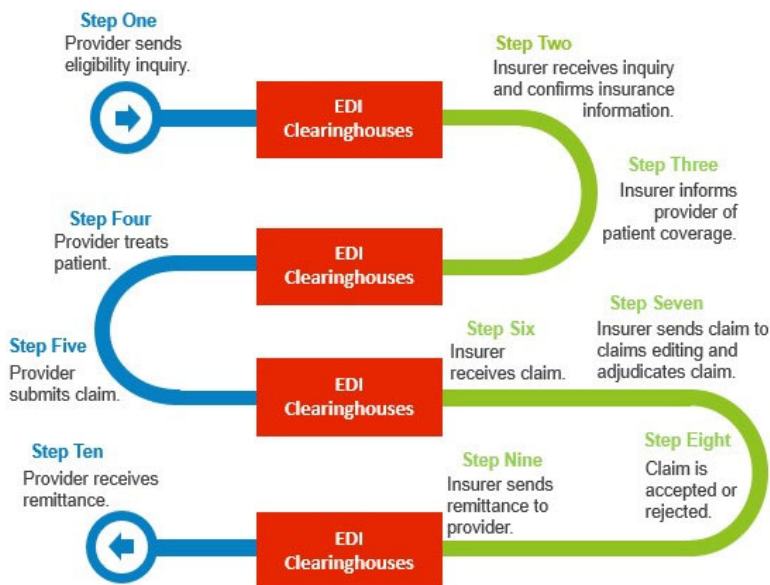 Step One
Provider sends
eligibility inquiry.
EDI
Clearinghouses
Step Two
Insurer receives inquiry
and confirms insurance
information.
Step Three
Insurer informs
provider of
patient coverage.
EDI
Clearinghouses
Step Four
Provider treats
patient.
Step Five
Provider
submits claim.
EDI
Clearinghouses
Step Six
Insurer
receives claim.
Step Seven
Insurer sends claim to
claims editing and
adjudicates claim.
Step Eight
Claim is
accepted or
rejected.
Step Nine
Insurer sends
remittance to
provider.
EDI
Clearinghouses
Step Ten
Provider receives
remittance.